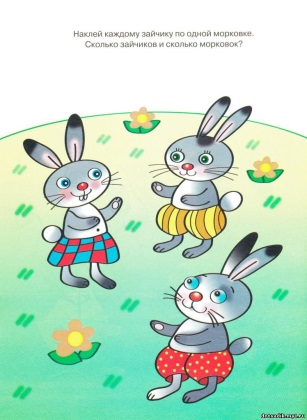 Наклей каждому зайчику по одной морковке.
Сколько зайчиков и сколько морковок?